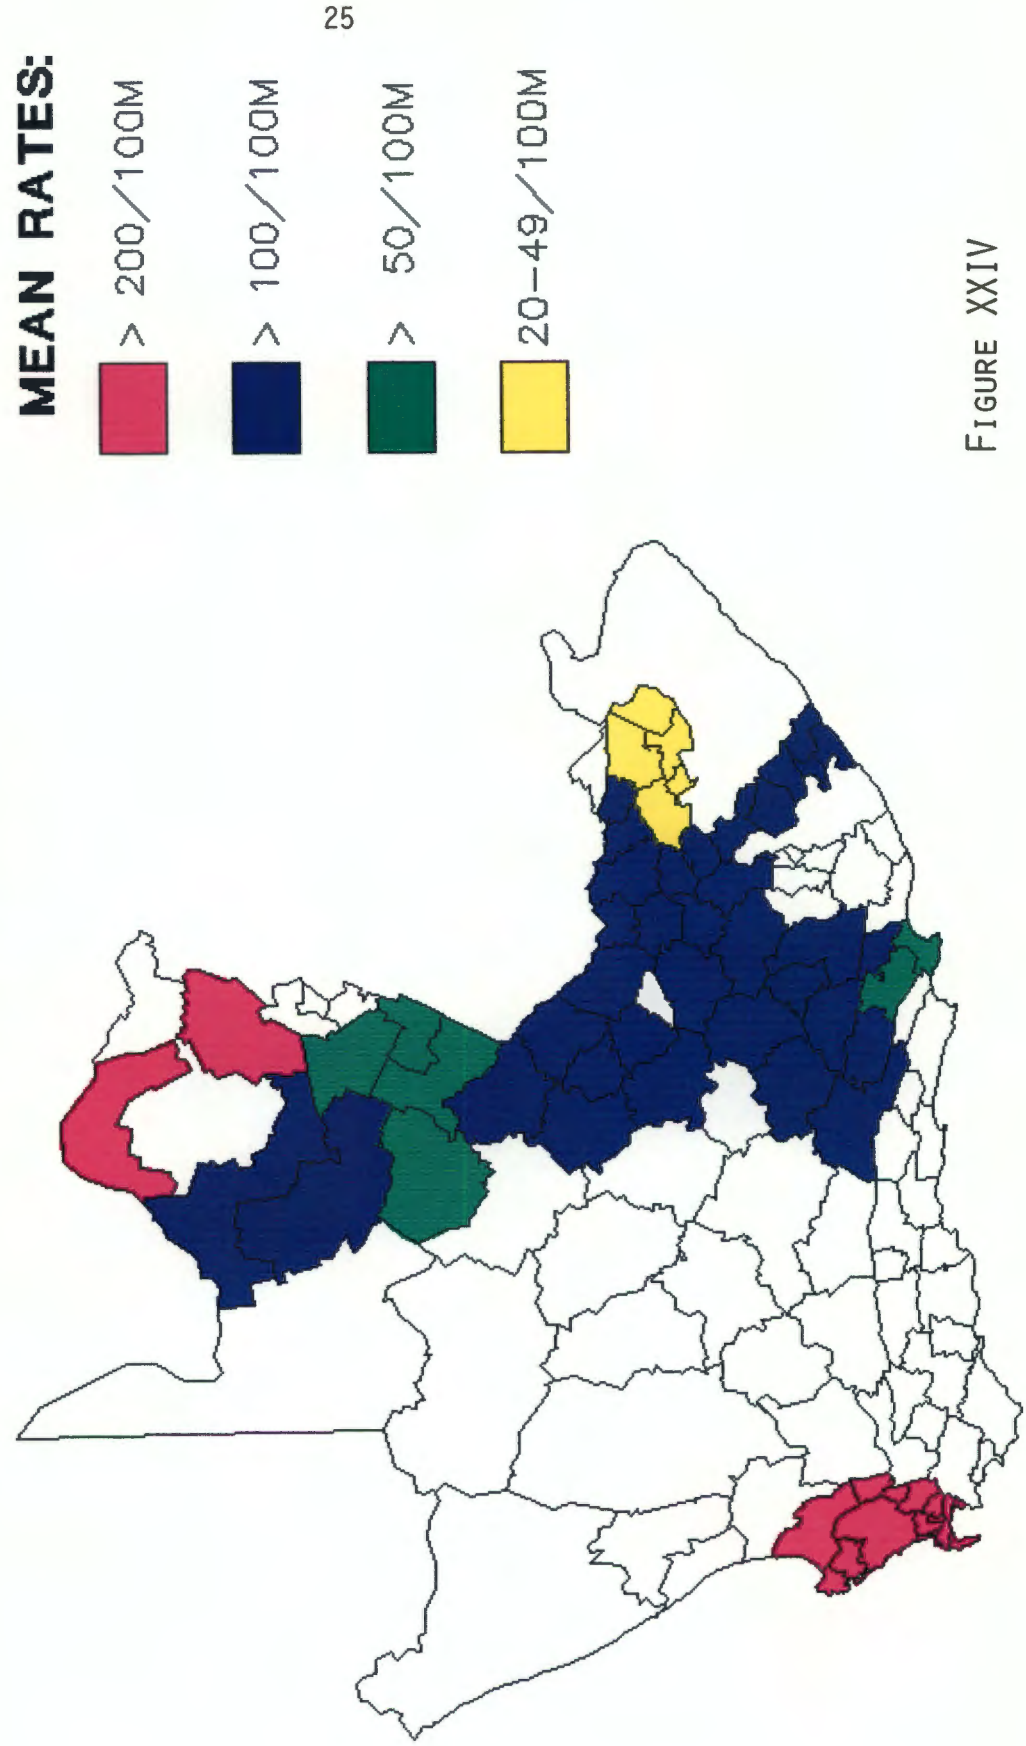 25
MEAN RATES:
> 200/100M
> 100/100M
> 50/100M
20-49/100M
FIGURE XXIV